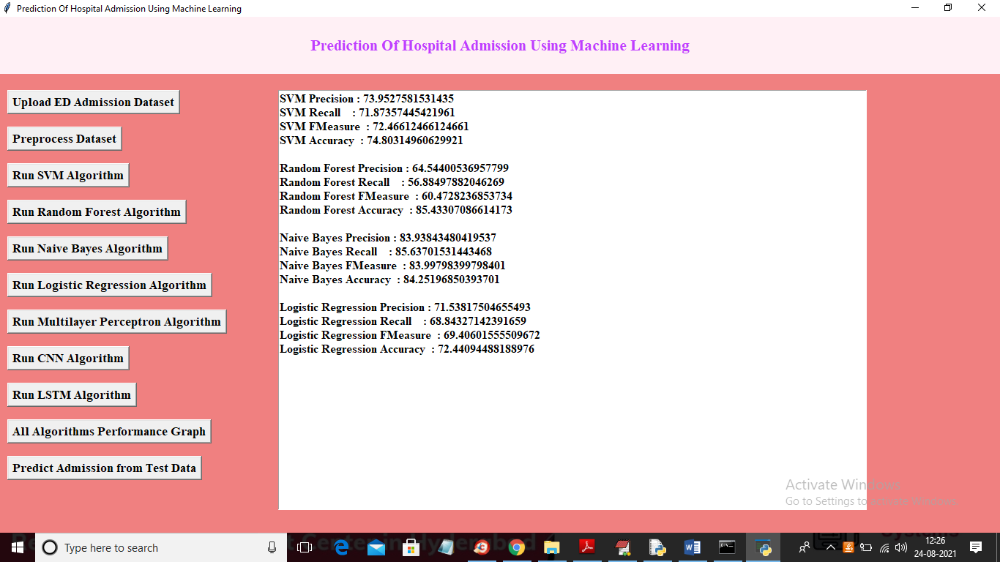 Prediction Of Hospital Admission Using Machine Learning
Prediction Of Hospital Admission Using Machine Learning
Upload ED Admission Dataset
Preprocess Dataset
Run SVM Algorithm
Run Random Forest Algorithm
Run Naive Bayes Algorithm
Run Logistic Regression Algorithm
Run Multilayer Perceptron Algorithm
Run CNN Algorithm
Run LSTM Algorithm
All Algorithms Performance Graph
Predict Admission from Test Data
SVM Precision : 73.9527581531435
SVM Recall    : 71.87357445421961
SVM FMeasure  : 72.46612466124661
SVM Accuracy  : 74.80314960629921
Random Forest Precision : 64.54400536957799
Random Forest Recall    : 56.88497882046269
Random Forest FMeasure  : 60.4728236853734
Random Forest Accuracy  : 85.43307086614173
Naive Bayes Precision : 83.93843480419537
Naive Bayes Recall    : 85.63701531443468
Naive Bayes FMeasure  : 83.99798399798401
Naive Bayes Accuracy  : 84.25196850393701
Logistic Regression Precision : 71.53817504655493
Logistic Regression Recall    : 68.84327142391659
Logistic Regression FMeasure  : 69.40601555509672
Logistic Regression Accuracy  : 72.44094488188976
Activate Windows
Go to Settings to activate Windows.
Type here to search
12:26
24-08-2021